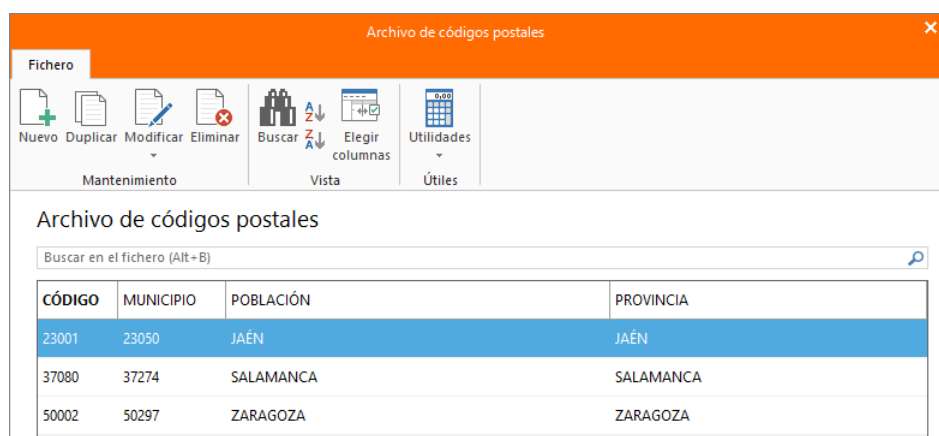 Archivo de códigos postales
Fichero
Nuevo Duplicar Modificar Eliminar Buscar Elegir columnas Utilidades
Mantenimiento Vista Útiles
Archivo de códigos postales
Buscar en el fichero (Alt+B)
CÓDIGO MUNICIPIO POBLACIÓN PROVINCIA
23001 23050 JAÉN JAÉN
37080 37274 SALAMANCA SALAMANCA
50002 50297 ZARAGOZA ZARAGOZA